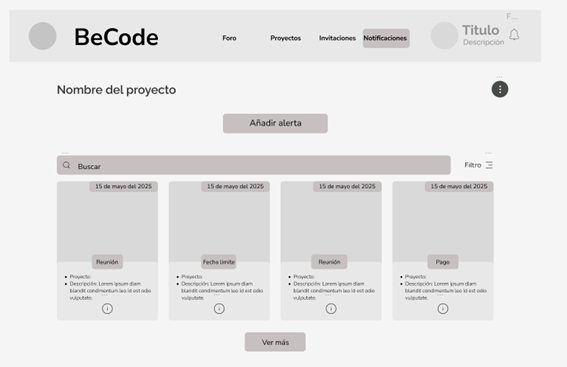 F...
BeCode
Foro
Proyectos
Invitaciones
Notificaciones
Titulo
Descripción
Nombre del proyecto
Añadir alerta
Buscar
Filtro
15 de mayo del 2025
15 de mayo del 2025
15 de mayo del 2025
15 de mayo del 2025
Reunión
Fecha límite
Reunión
Pago
Proyecto:
Descripción: Lorem ipsum diam
blandit condimentum leo id est odio
vulputate.
Proyecto:
Descripción: Lorem ipsum diam
blandit condimentum leo id est odio
vulputate.
Proyecto:
Descripción: Lorem ipsum diam
blandit condimentum leo id est odio
vulputate.
Proyecto:
Descripción: Lorem ipsum diam
blandit condimentum leo id est odio
vulputate.
Ver más